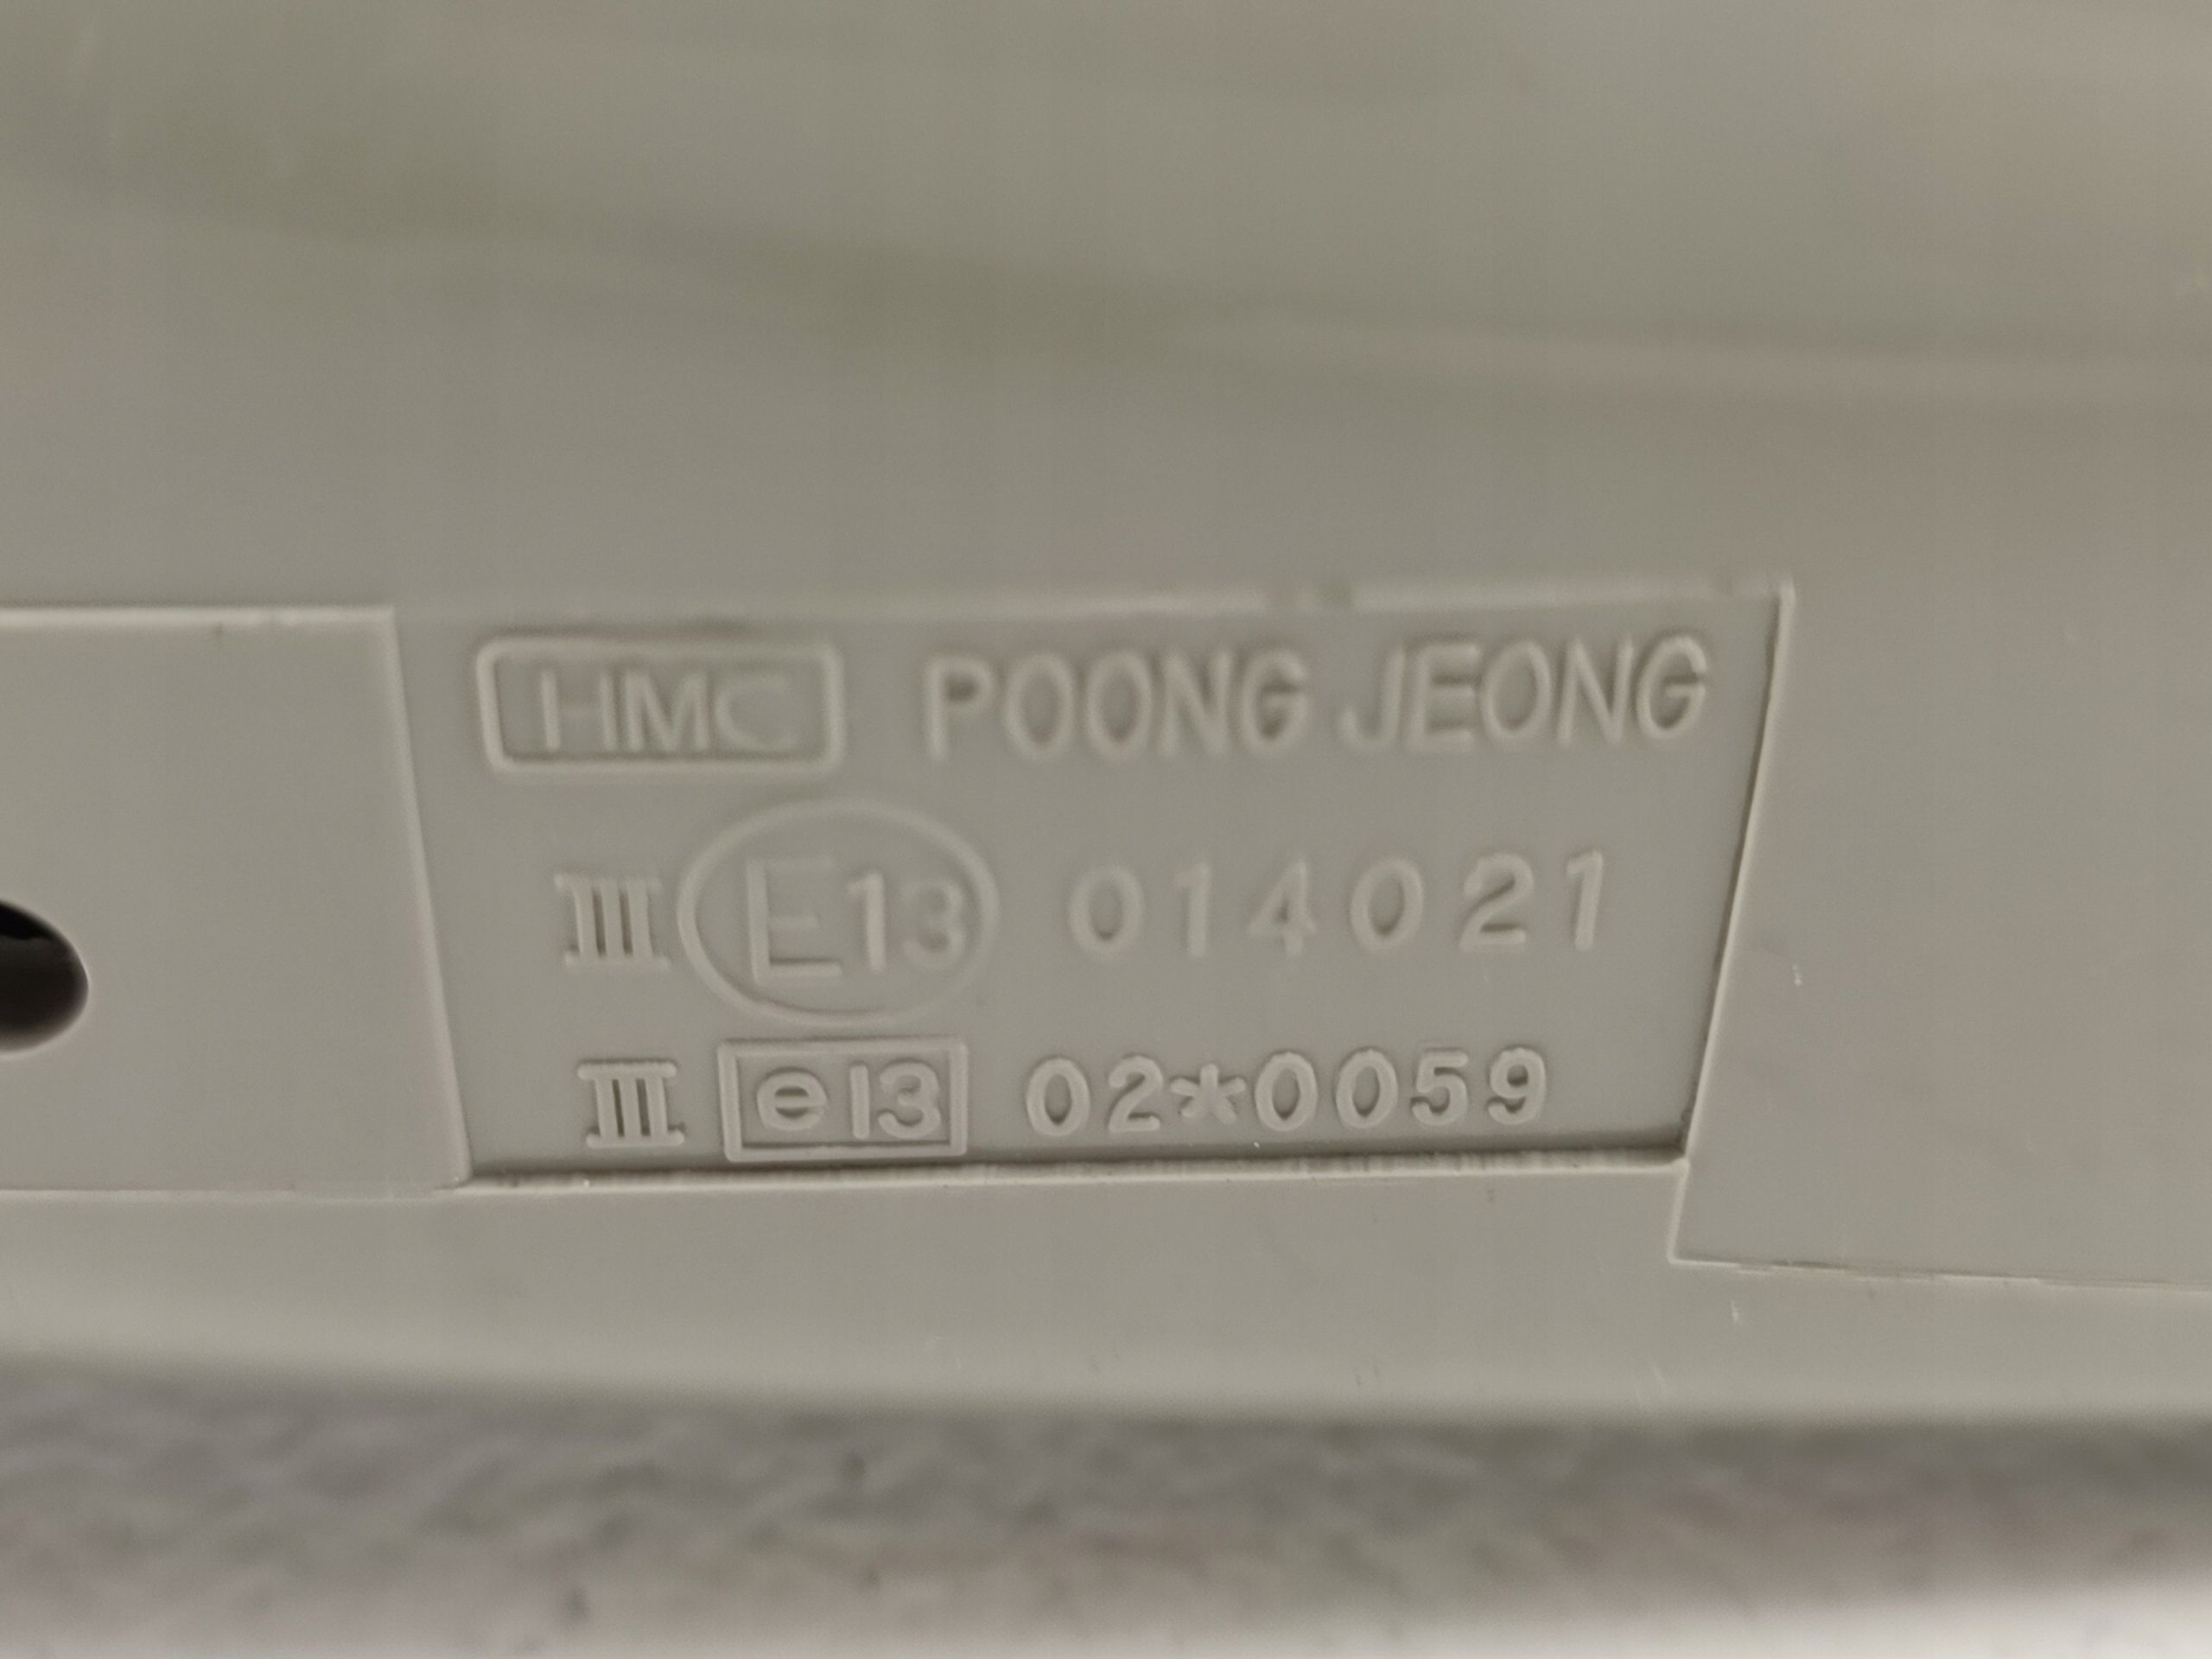 HMC POONG JEONG
III E13 014021
III e13 02*0059